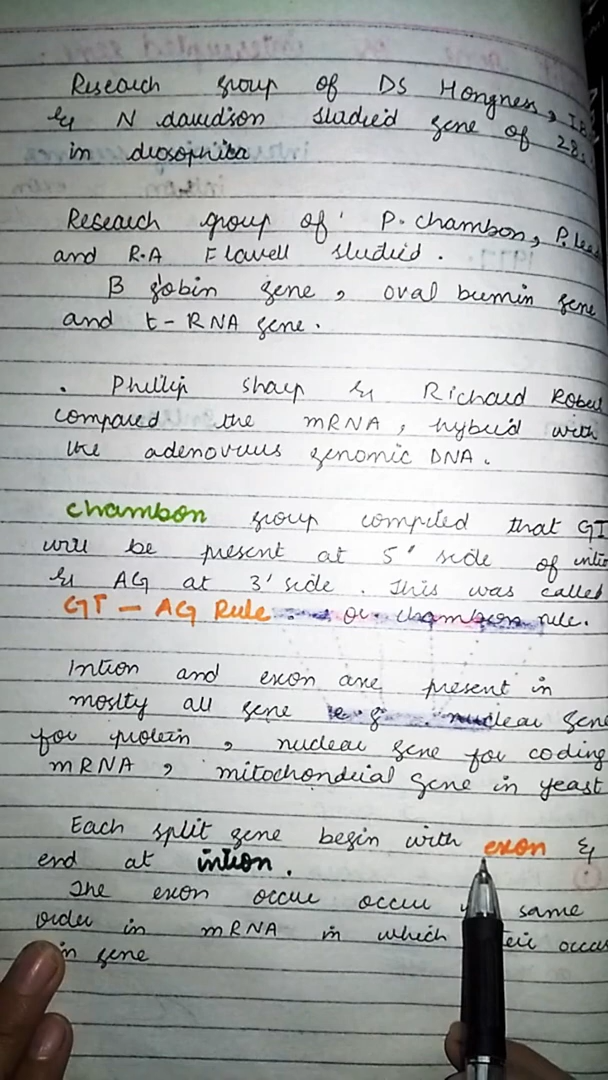 Research group of DS Hongness,
& N davidson studied gene of 28
in drosophila
Research group of P. chambon, P.
and R.A Flavell studied.
B globin gene, oval bumin gene
and t-RNA gene.
. Phillip sharp & Richard
compared the mRNA, hybrid with
the adenovirus genomic DNA.
chambon group compiled that GT
will be present at 5' side of
& AG at 3' side. This was called
GT - AG Rule. or chambon rule.
Intron and exon are present in
moslty all gene e.g. nuclear gene
for protein, nuclear gene for coding
mRNA, mitochondrial gene in yeast
Each split gene begin with exon &
end at intron.
The exon occur occur same
order in mRNA in which occur
in gene